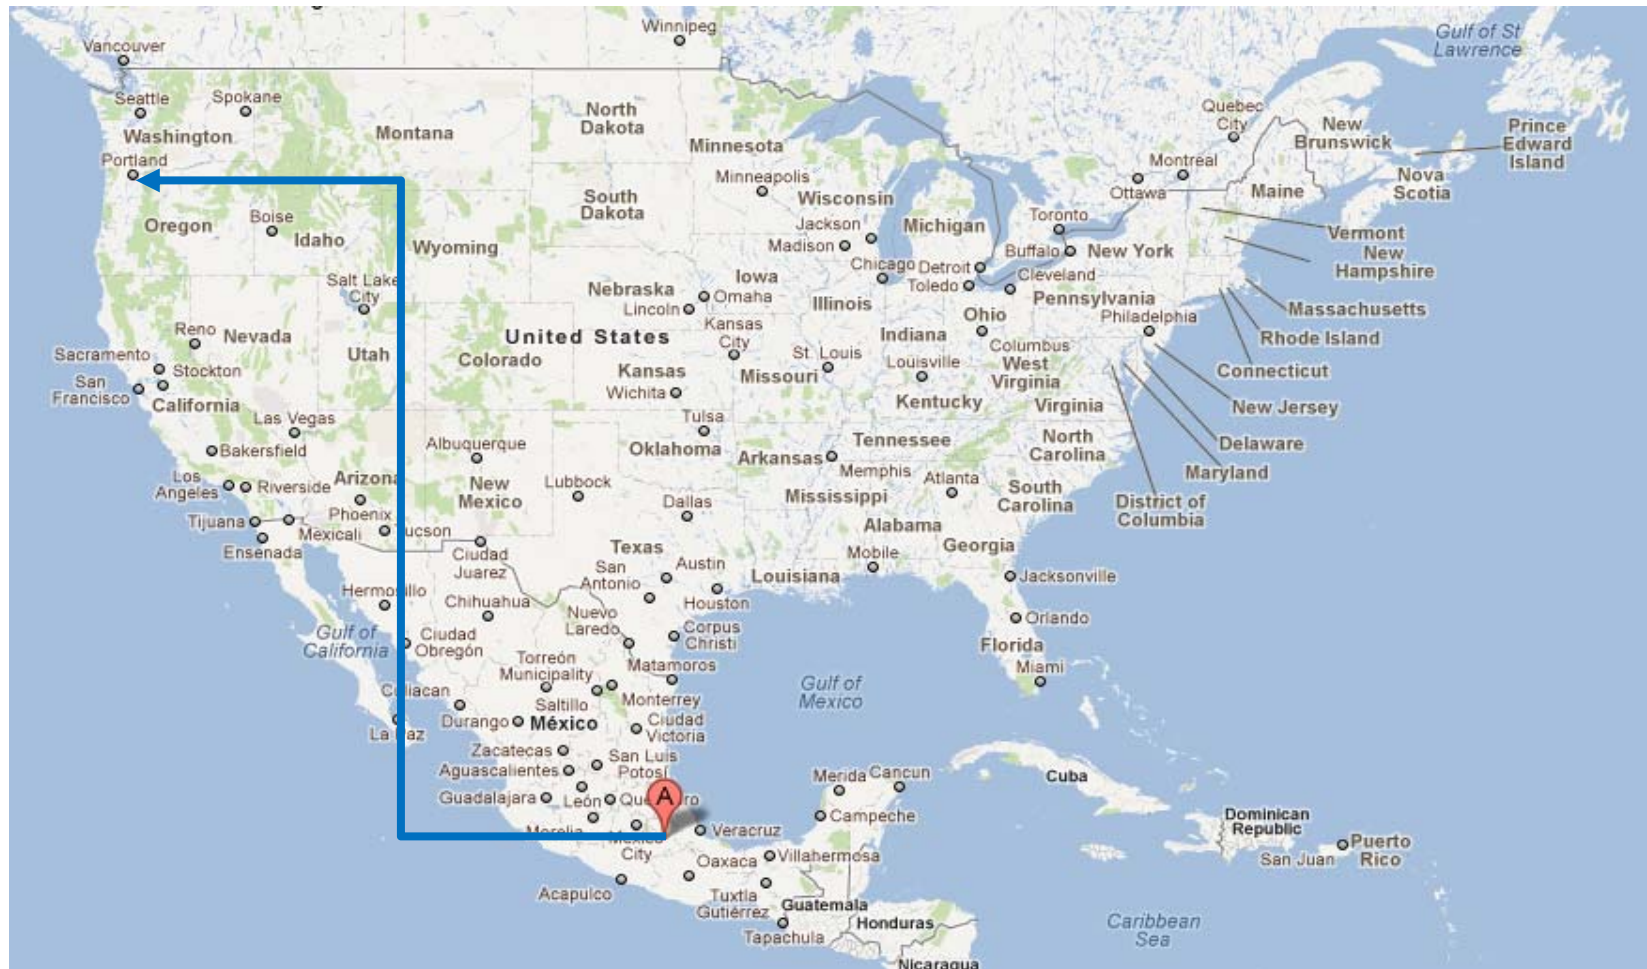 Winnipeg
Gulf of St
Lawrence
Vancouver
Seattle
Spokane
Washington
Montana
North
Dakota
Minnesota
Quebec
City
New
Brunswick
Prince
Edward
Island
Portland
Minneapolis
Montreal
Ottawa
Maine
Nova
Scotia
South
Dakota
Wisconsin
Oregon
Boise
Idaho
Wyoming
Jackson
Madison
Michigan
Toronto
Buffalo
New York
Vermont
New
Hampshire
Salt Lake
City
Nebraska
Iowa
Omaha
Lincoln
Chicago
Detroit
Toledo
Cleveland
Illinois
Pennsylvania
Massachusetts
Reno
Nevada
United States
Kansas
City
Indiana
Ohio
Philadelphia
Rhode Island
Sacramento
Stockton
Utah
Colorado
Kansas
St. Louis
Missouri
Louisville
Columbus
West
Virginia
Connecticut
San
Francisco
California
Wichita
Kentucky
Virginia
New Jersey
Las Vegas
Tulsa
Bakersfield
Albuquerque
Oklahoma
Arkansas
Tennessee
Memphis
North
Carolina
Delaware
Maryland
Los
Angeles
Riverside
Arizona
New
Mexico
Lubbock
Dallas
Mississippi
Atlanta
South
Carolina
District of
Columbia
Tijuana
Mexicali
Phoenix
Tucson
Alabama
Ensenada
Ciudad
Juarez
Texas
San
Antonio
Austin
Louisiana
Mobile
Georgia
Jacksonville
Hermosillo
Chihuahua
Nuevo
Laredo
Houston
Orlando
Gulf of
California
Ciudad
Obregón
Corpus
Christi
Florida
Torreón
Municipality
Matamoros
Miami
Culiacan
Saltillo
Monterrey
Gulf of
Mexico
La Paz
Durango
México
Ciudad
Victoria
Zacatecas
San Luis
Potosí
Aguascalientes
Merida
Cancun
Cuba
Guadalajara
León
Querétaro
A
Campeche
Dominican
Republic
Morelia
Mexico
City
Veracruz
San Juan
Puerto
Rico
Oaxaca
Villahermosa
Acapulco
Tuxtla
Gutiérrez
Guatemala
Honduras
Tapachula
Caribbean
Sea
Nicaragua